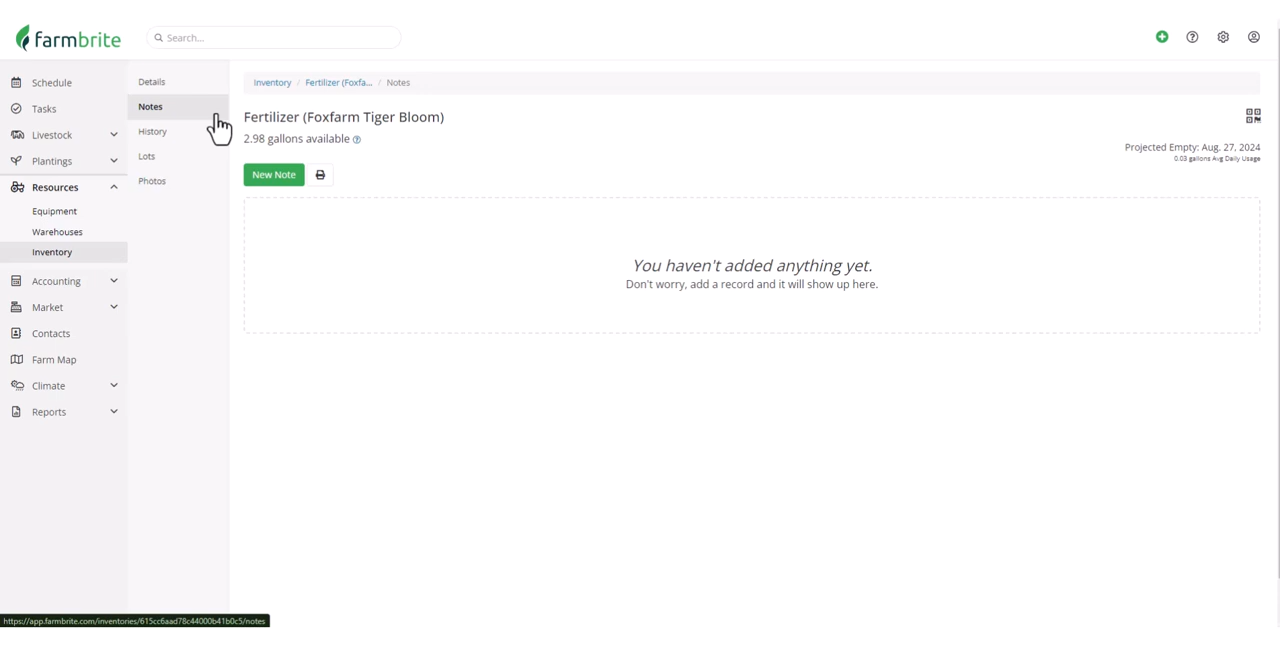 farmbrite
Search...
Schedule
Tasks
Livestock
Plantings
Resources
Equipment
Warehouses
Inventory
Accounting
Market
Contacts
Farm Map
Climate
Reports
Details
Notes
History
Lots
Photos
Inventory / Fertilizer (Foxfa... / Notes
Fertilizer (Foxfarm Tiger Bloom)
2.98 gallons available
Projected Empty: Aug. 27, 2024
0.03 gallons Avg Daily Usage
New Note
You haven't added anything yet.
Don't worry, add a record and it will show up here.
https://app.farmbrite.com/inventories/615cc6aad78c44000b41b0c5/notes